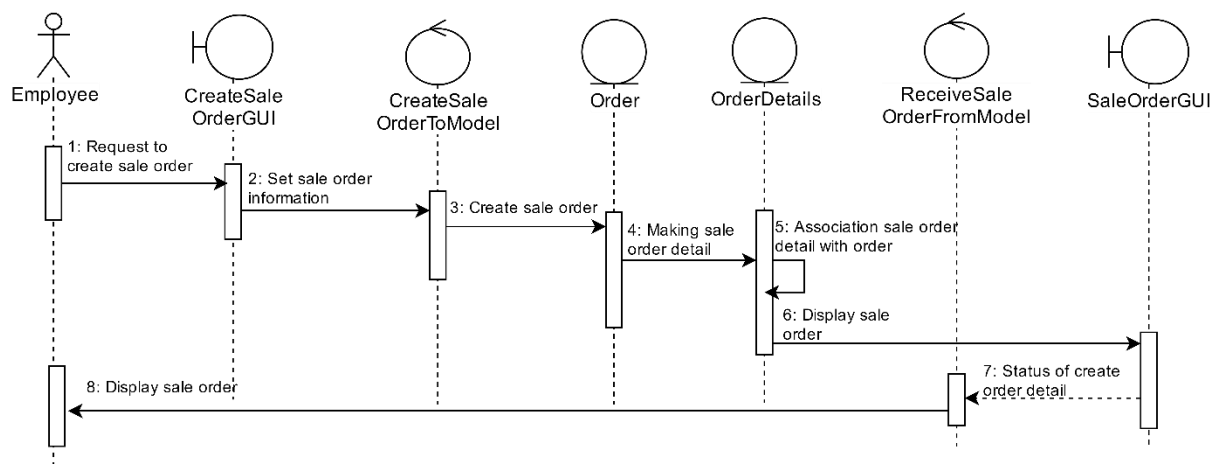 Employee
CreateSale
OrderGUI
CreateSale
OrderToModel
Order
OrderDetails
ReceiveSale
OrderFromModel
SaleOrderGUI
1: Request to
create sale order
2: Set sale order
information
3: Create sale order
4: Making sale
order detail
5: Association sale order
detail with order
6: Display sale
order
7: Status of create
order detail
8: Display sale order